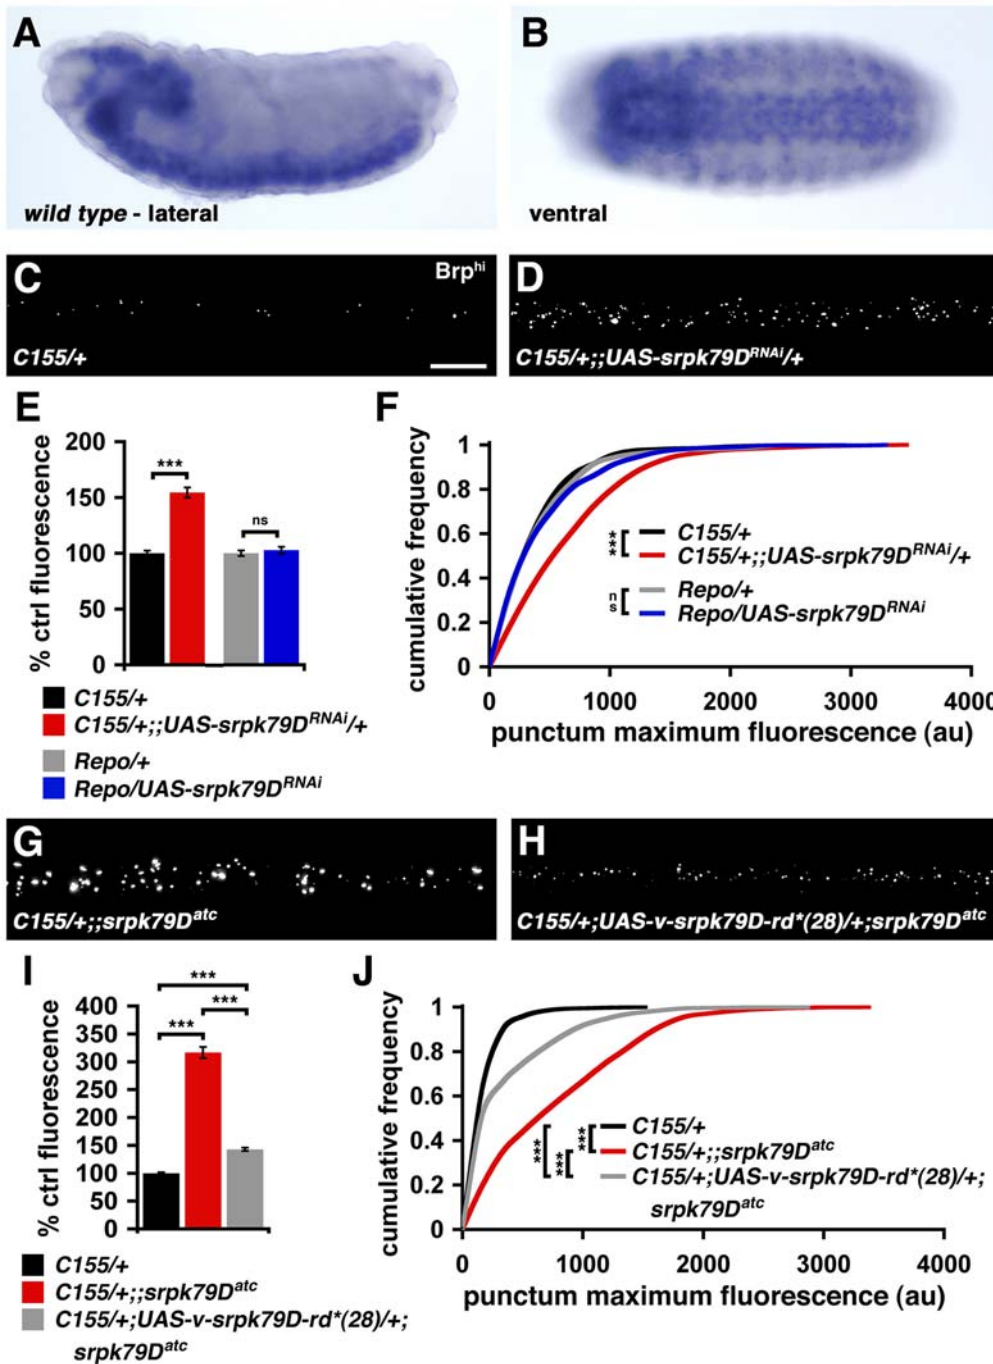 A
wild type - lateral
B
ventral
C
Brp^hi
C155/+
D
C155/+;;UAS-srpk79D^RNAi/+
E
% ctrl fluorescence
200
150
100
50
0
***
ns
C155/+
C155/+;;UAS-srpk79D^RNAi/+
Repo/+
Repo/UAS-srpk79D^RNAi
F
cumulative frequency
1
0.8
0.6
0.4
0.2
0
0 1000 2000 3000 4000
punctum maximum fluorescence (au)
***
C155/+
C155/+;;UAS-srpk79D^RNAi/+
ns
Repo/+
Repo/UAS-srpk79D^RNAi
G
C155/+;;srpk79D^atc
H
C155/+;UAS-v-srpk79D-rd*(28)/+;srpk79D^atc
I
% ctrl fluorescence
400
350
300
250
200
150
100
50
0
***
***
***
C155/+
C155/+;;srpk79D^atc
C155/+;UAS-v-srpk79D-rd*(28)/+;
srpk79D^atc
J
cumulative frequency
1
0.8
0.6
0.4
0.2
0
0 1000 2000 3000 4000
punctum maximum fluorescence (au)
***
***
***
C155/+
C155/+;;srpk79D^atc
C155/+;UAS-v-srpk79D-rd*(28)/+;
srpk79D^atc